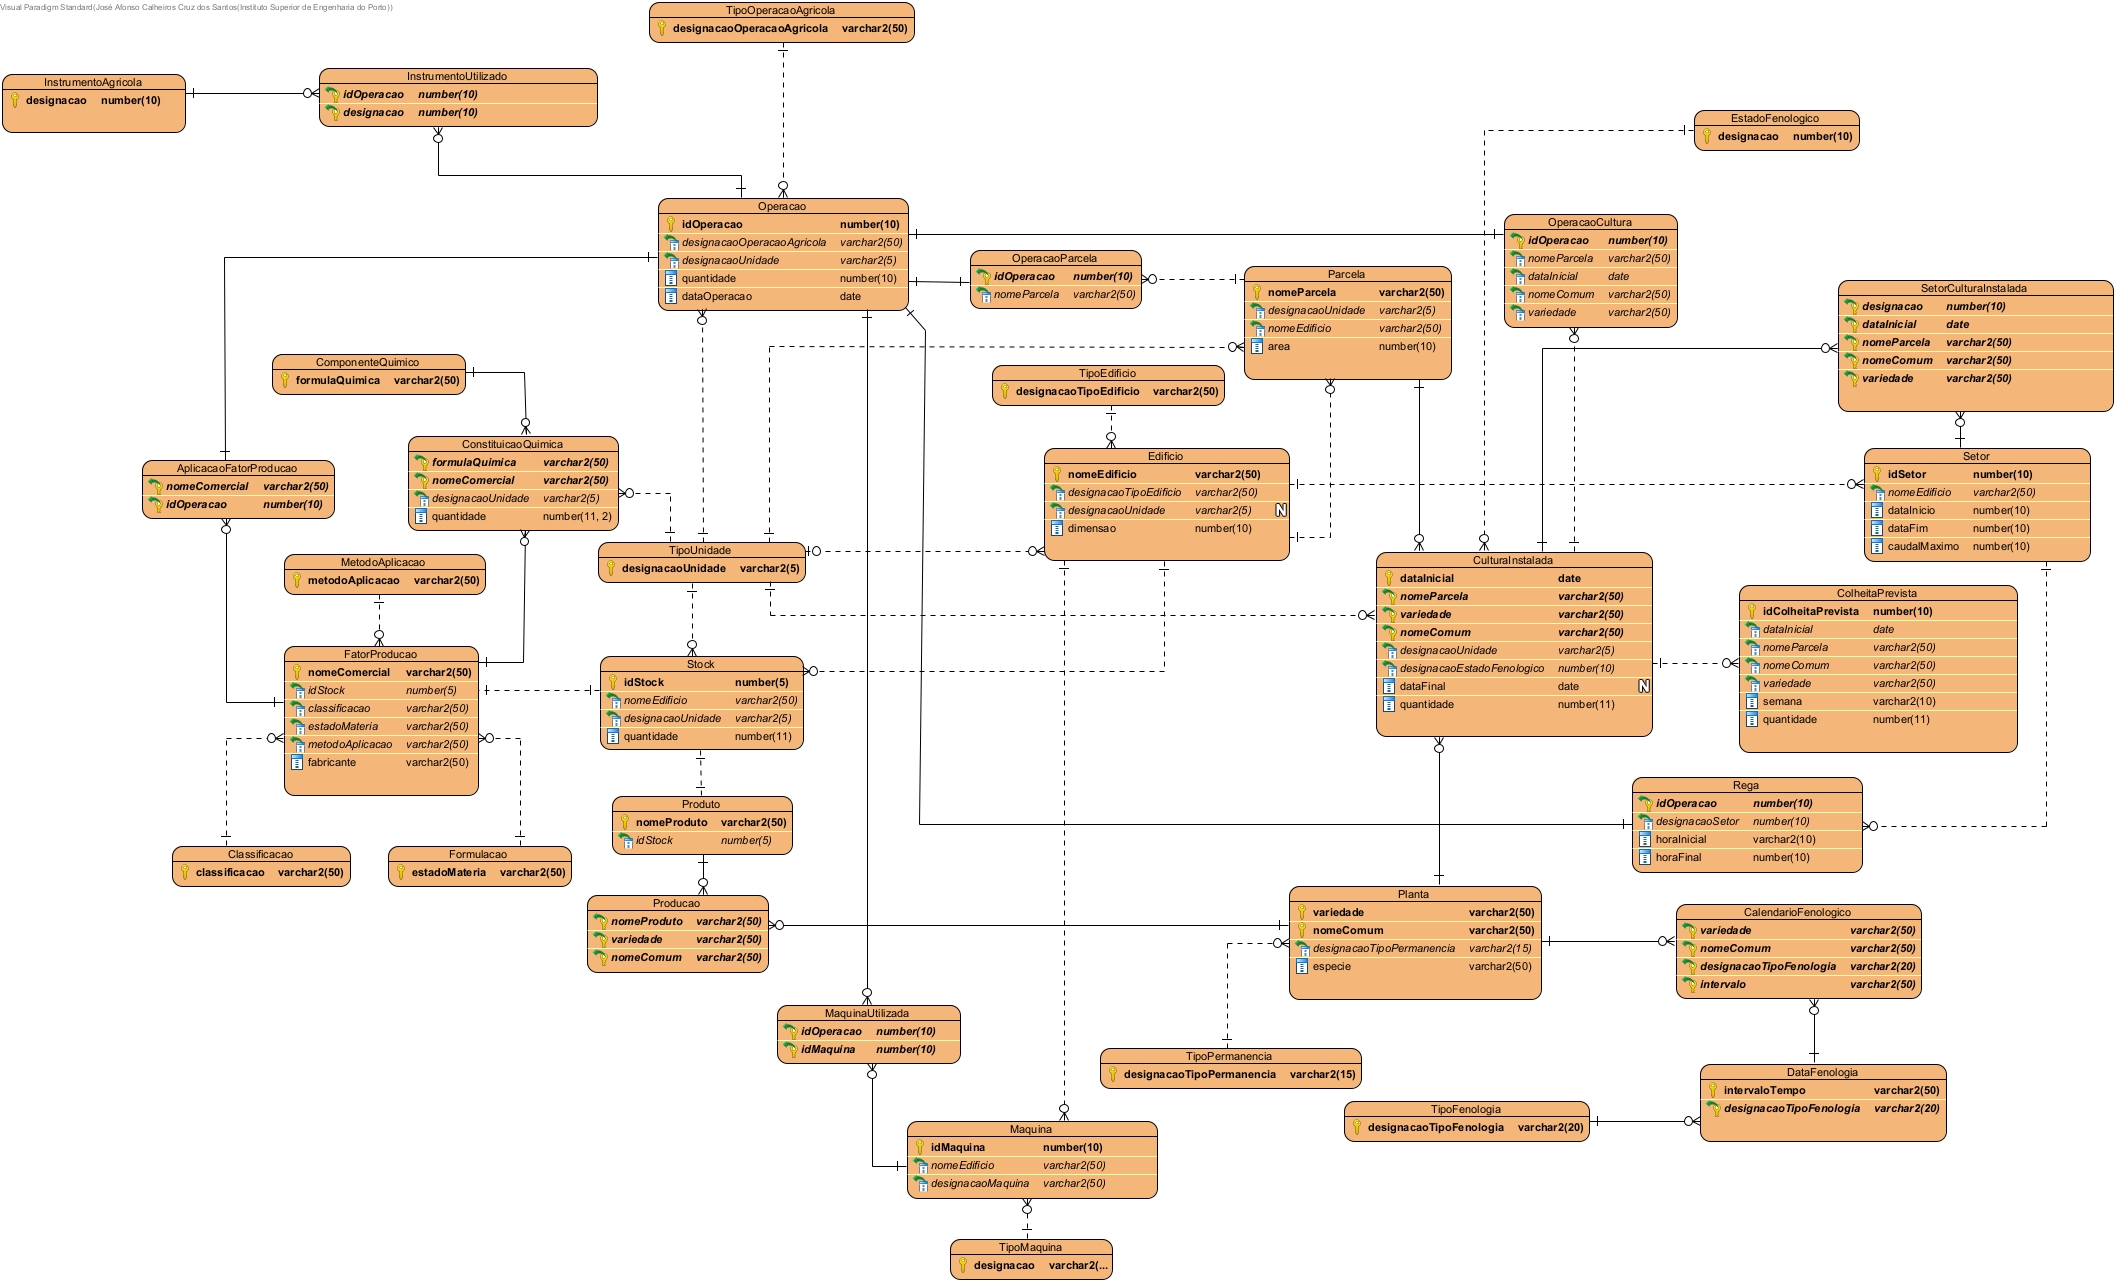 Visual Paradigm Standard(José Afonso Calheiros Cruz dos Santos(Instituto Superior de Engenharia do Porto))
TipoOperacaoAgricola
designacaoOperacaoAgricola varchar2(50)
InstrumentoAgricola
designacao number(10)
InstrumentoUtilizado
idOperacao number(10)
designacao number(10)
EstadoFenologico
designacao number(10)
Operacao
idOperacao number(10)
designacaoOperacaoAgricola varchar2(50)
designacaoUnidade varchar2(5)
quantidade number(10)
dataOperacao date
OperacaoParcela
idOperacao number(10)
nomeParcela varchar2(50)
Parcela
nomeParcela varchar2(50)
designacaoUnidade varchar2(5)
nomeEdificio varchar2(50)
area number(10)
OperacaoCultura
idOperacao number(10)
nomeParcela varchar2(50)
dataInicial date
nomeComum varchar2(50)
variedade varchar2(50)
SetorCulturaInstalada
designacao number(10)
dataInicial date
nomeParcela varchar2(50)
nomeComum varchar2(50)
variedade varchar2(50)
ComponenteQuimico
formulaQuimica varchar2(50)
TipoEdificio
designacaoTipoEdificio varchar2(50)
AplicacaoFatorProducao
nomeComercial varchar2(50)
idOperacao number(10)
ConstituicaoQuimica
formulaQuimica varchar2(50)
nomeComercial varchar2(50)
designacaoUnidade varchar2(5)
quantidade number(11, 2)
Edificio
nomeEdificio varchar2(50)
designacaoTipoEdificio varchar2(50)
designacaoUnidade varchar2(5) N
dimensao number(10)
Setor
idSetor number(10)
nomeEdificio varchar2(50)
dataInicio number(10)
dataFim number(10)
caudalMaximo number(10)
MetodoAplicacao
metodoAplicacao varchar2(50)
TipoUnidade
designacaoUnidade varchar2(5)
CulturaInstalada
dataInicial date
nomeParcela varchar2(50)
variedade varchar2(50)
nomeComum varchar2(50)
designacaoUnidade varchar2(5)
designacaoEstadoFenologico number(10)
dataFinal date N
quantidade number(11)
ColheitaPrevista
idColheitaPrevista number(10)
dataInicial date
nomeParcela varchar2(50)
nomeComum varchar2(50)
variedade varchar2(50)
semana varchar2(10)
quantidade number(11)
FatorProducao
nomeComercial varchar2(50)
idStock number(5)
classificacao varchar2(50)
estadoMateria varchar2(50)
metodoAplicacao varchar2(50)
fabricante varchar2(50)
Stock
idStock number(5)
nomeEdificio varchar2(50)
designacaoUnidade varchar2(5)
quantidade number(11)
Produto
nomeProduto varchar2(50)
idStock number(5)
Rega
idOperacao number(10)
designacaoSetor number(10)
horaInicial varchar2(10)
horaFinal number(10)
Classificacao
classificacao varchar2(50)
Formulacao
estadoMateria varchar2(50)
Producao
nomeProduto varchar2(50)
variedade varchar2(50)
nomeComum varchar2(50)
Planta
variedade varchar2(50)
nomeComum varchar2(50)
designacaoTipoPermanencia varchar2(15)
especie varchar2(50)
CalendarioFenologico
variedade varchar2(50)
nomeComum varchar2(50)
designacaoTipoFenologia varchar2(20)
intervalo varchar2(50)
MaquinaUtilizada
idOperacao number(10)
idMaquina number(10)
TipoPermanencia
designacaoTipoPermanencia varchar2(15)
DataFenologia
intervaloTempo varchar2(50)
designacaoTipoFenologia varchar2(20)
TipoFenologia
designacaoTipoFenologia varchar2(20)
Maquina
idMaquina number(10)
nomeEdificio varchar2(50)
designacaoMaquina varchar2(50)
TipoMaquina
designacao varchar2(...